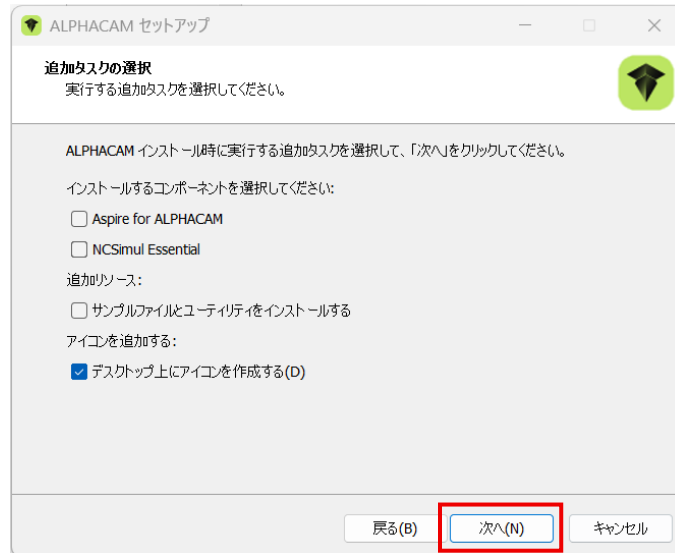 ALPHACAM セットアップ
追加タスクの選択
実行する追加タスクを選択してください。
ALPHACAM インストール時に実行する追加タスクを選択して、「次へ」をクリックしてください。
インストールするコンポーネントを選択してください:
Aspire for ALPHACAM
NCSimul Essential
追加リソース:
サンプルファイルとユーティリティをインストールする
アイコンを追加する:
デスクトップ上にアイコンを作成する(D)
戻る(B) 次へ(N) キャンセル